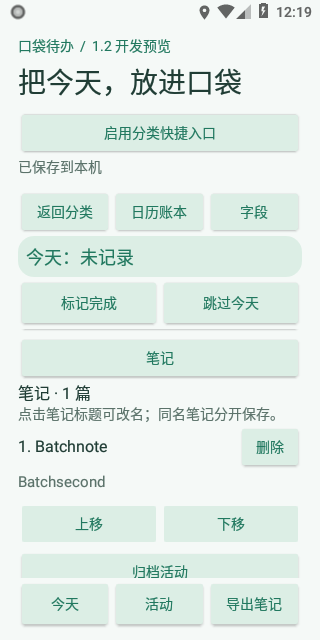 12:19
口袋待办 / 1.2 开发预览
把今天，放进口袋
启用分类快捷入口
已保存到本机
返回分类 日历账本 字段
今天：未记录
标记完成 跳过今天
笔记
笔记 · 1 篇
点击笔记标题可改名；同名笔记分开保存。
1. Batchnote 删除
Batchsecond
上移 下移
归档活动
今天 活动 导出笔记